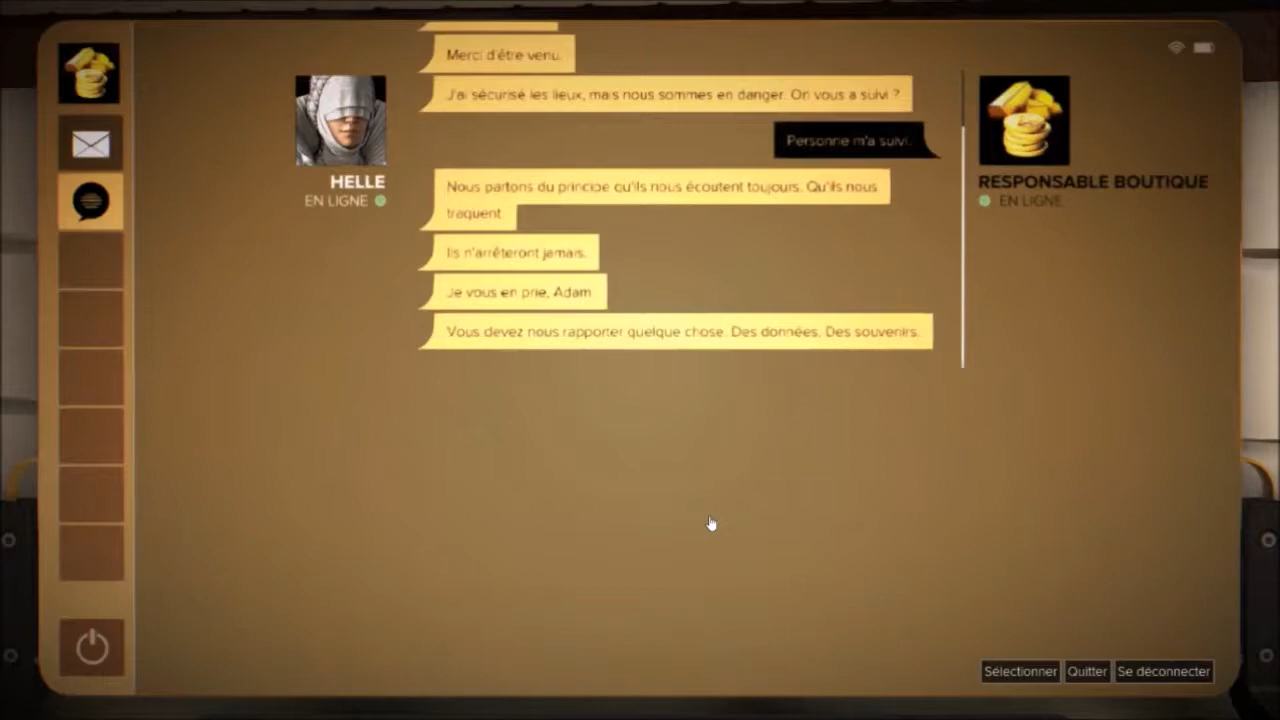 Merci d'être venu.
J'ai sécurisé les lieux, mais nous sommes en danger. On vous a suivi ?
Personne m'a suivi.
HELLE
EN LIGNE
RESPONSABLE BOUTIQUE
EN LIGNE
Nous partons du principe qu'ils nous écoutent toujours. Qu'ils nous
traquent.
Ils n'arrêteront jamais.
Je vous en prie, Adam
Vous devez nous rapporter quelque chose. Des données. Des souvenirs.
Sélectionner Quitter Se déconnecter